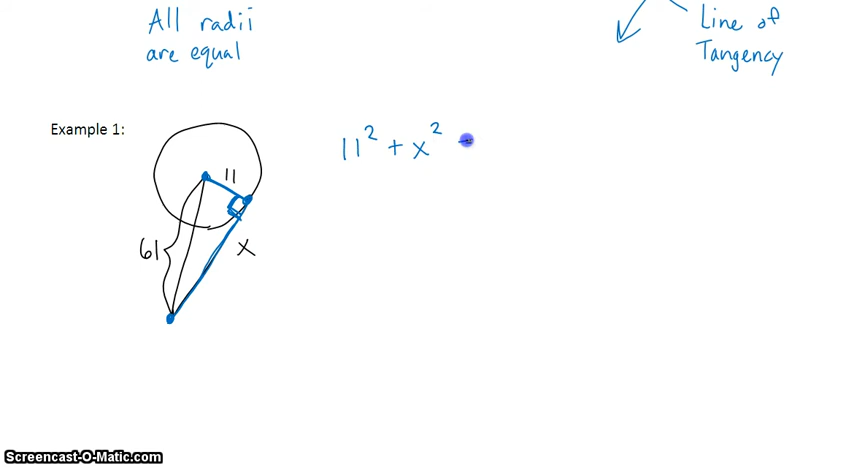 All radii
are equal
Line of
Tangency
Example 1:
11
61
x
11² + x²
Screencast-O-Matic.com